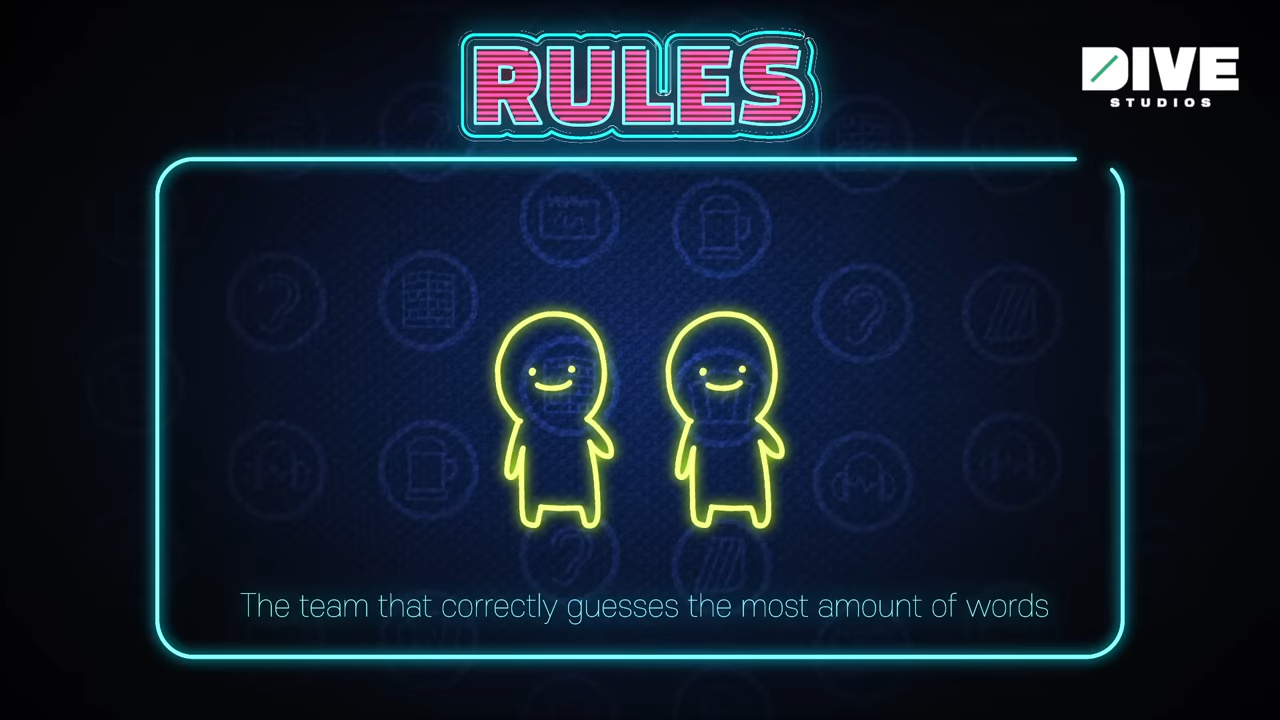 RULES
DIVE
STUDIOS
The team that correctly guesses the most amount of words